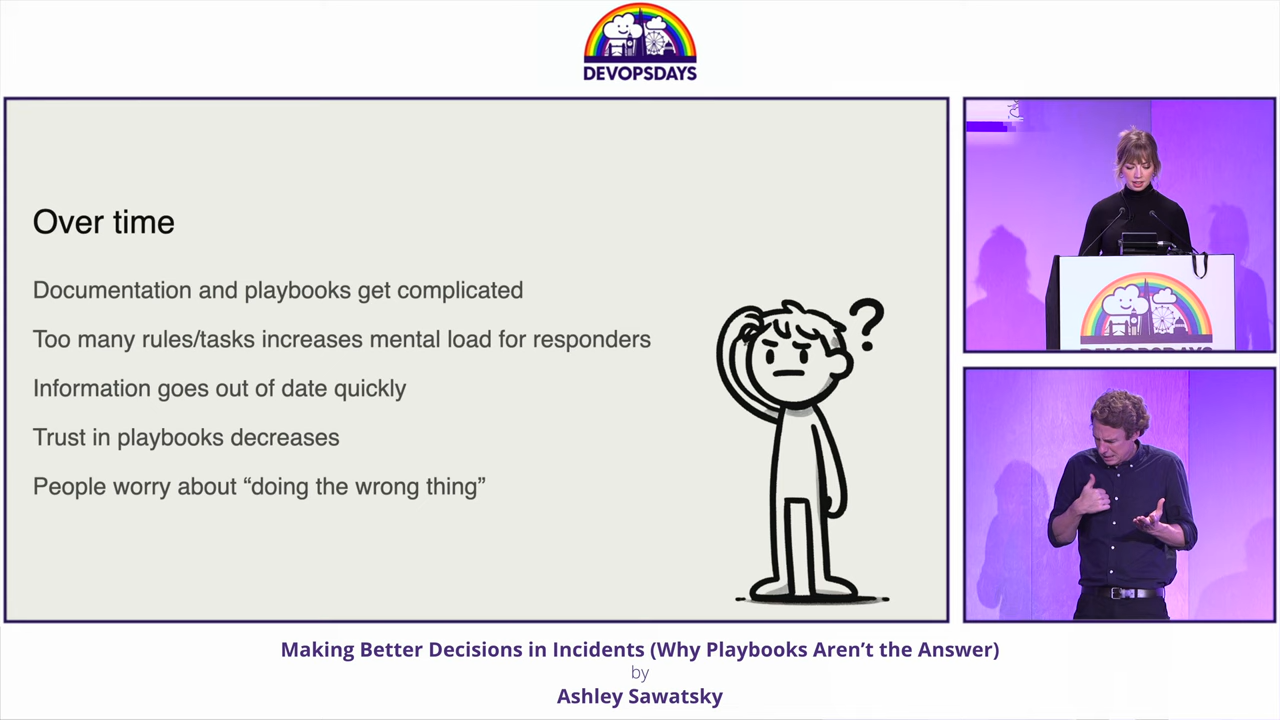 DEVOPSDAYS
Over time
Documentation and playbooks get complicated
Too many rules/tasks increases mental load for responders
Information goes out of date quickly
Trust in playbooks decreases
People worry about “doing the wrong thing”
?
DEVOPSDAYS
Making Better Decisions in Incidents (Why Playbooks Aren’t the Answer)
by
Ashley Sawatsky